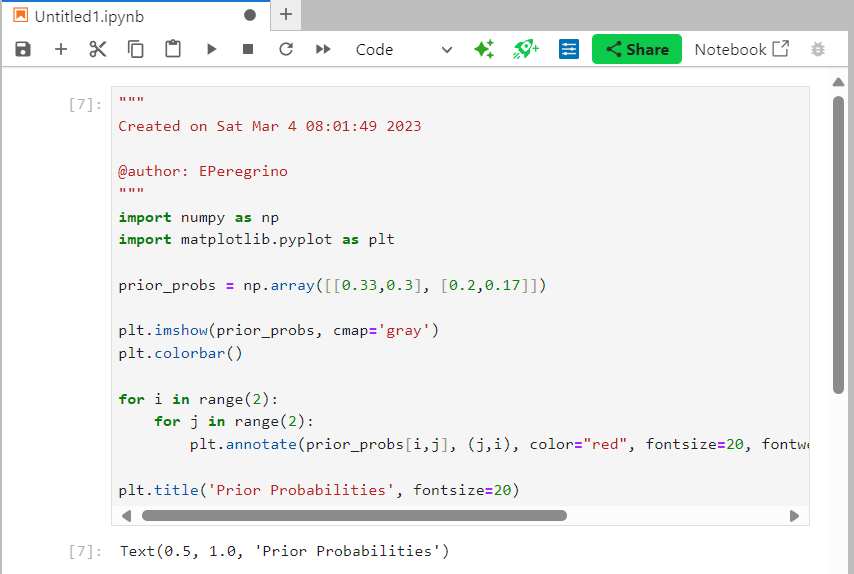 Untitled1.ipynb
Code
Share
Notebook
[7]:
"""
Created on Sat Mar 4 08:01:49 2023
@author: EPeregrino
"""
import numpy as np
import matplotlib.pyplot as plt
prior_probs = np.array([[0.33,0.3], [0.2,0.17]])
plt.imshow(prior_probs, cmap='gray')
plt.colorbar()
for i in range(2):
for j in range(2):
plt.annotate(prior_probs[i,j], (j,i), color="red", fontsize=20, fontwe
plt.title('Prior Probabilities', fontsize=20)
[7]: Text(0.5, 1.0, 'Prior Probabilities')